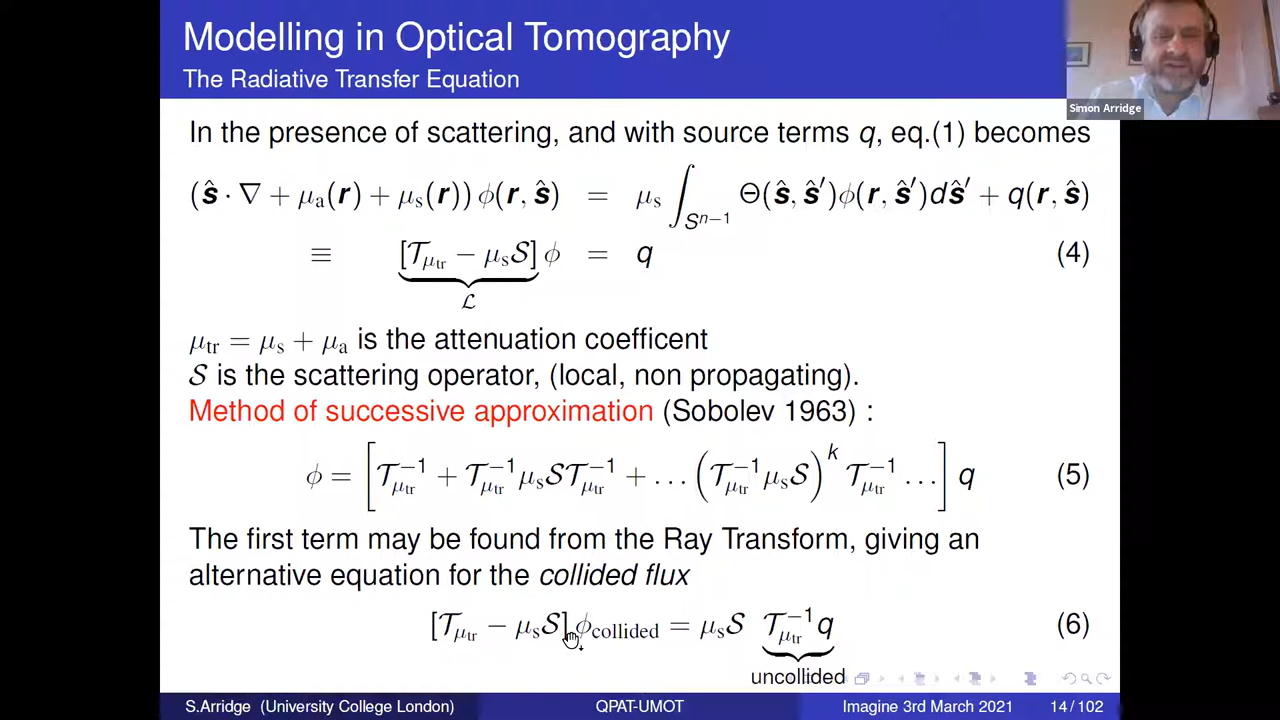 Modelling in Optical Tomography
The Radiative Transfer Equation
Simon Arridge
In the presence of scattering, and with source terms q, eq.(1) becomes
(ŝ · ∇ + μa(r) + μs(r)) ϕ(r, ŝ) = μs ∫Sⁿ⁻¹ Θ(ŝ, ŝ′)ϕ(r, ŝ′)dŝ′ + q(r, ŝ)
≡ [𝒯μtr − μs𝒮] ϕ = q (4)
ℒ
μtr = μs + μa is the attenuation coefficent
𝒮 is the scattering operator, (local, non propagating).
Method of successive approximation (Sobolev 1963) :
ϕ = [𝒯μtr⁻¹ + 𝒯μtr⁻¹μs𝒮𝒯μtr⁻¹ + … (𝒯μtr⁻¹μs𝒮)ᵏ 𝒯μtr⁻¹ …] q (5)
The first term may be found from the Ray Transform, giving an
alternative equation for the collided flux
[𝒯μtr − μs𝒮] ϕcollided = μs𝒮 𝒯μtr⁻¹q (6)
uncollided
S.Arridge (University College London) QPAT-UMOT Imagine 3rd March 2021 14 / 102